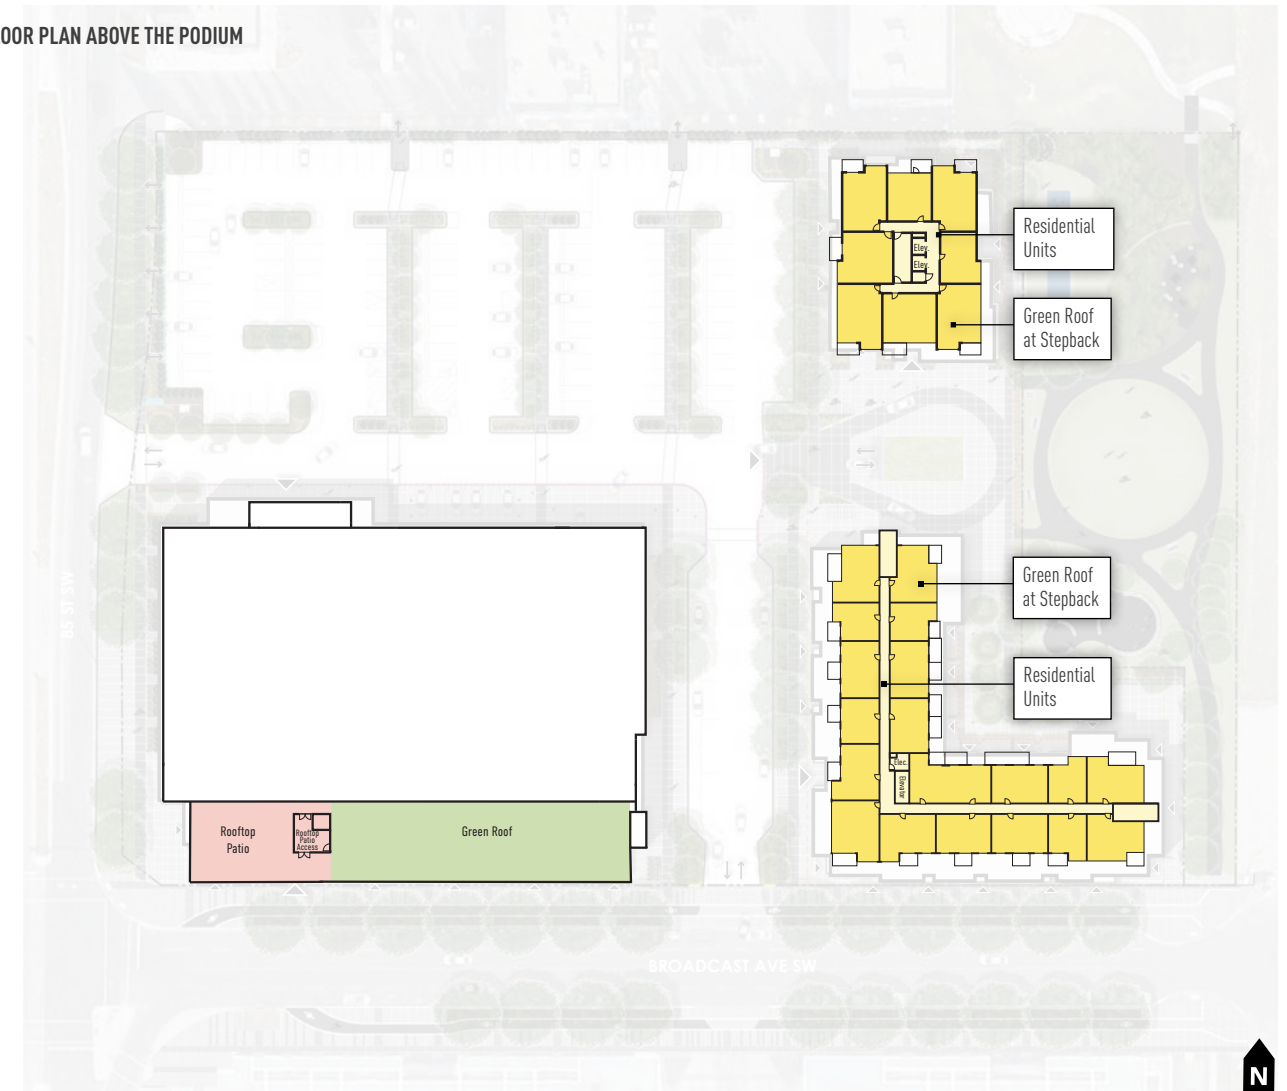 OOR PLAN ABOVE THE PODIUM
Residential
Units
Elev.
Elev.
Green Roof
at Stepback
Green Roof
at Stepback
85 ST SW
Residential
Units
Elec.
Elevator
Rooftop
Patio
Rooftop
Patio
Access
Green Roof
BROADCAST AVE SW
N